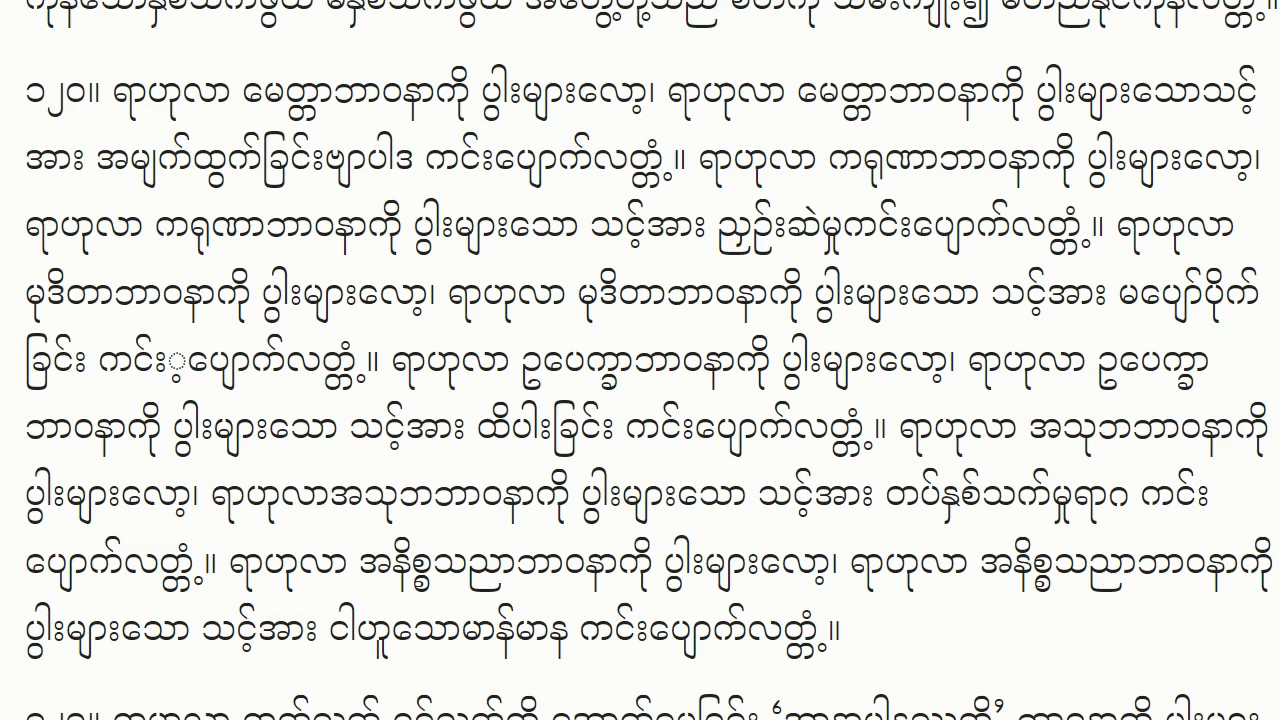 ၁၂၀။ ရာဟုလာ မေတ္တာဘာဝနာကို ပွါးများလော့၊ ရာဟုလာ မေတ္တာဘာဝနာကို ပွါးများသောသင့်
အား အမျက်ထွက်ခြင်းဗျာပါဒ ကင်းပျောက်လတ္တံ့။ ရာဟုလာ ကရုဏာဘာဝနာကို ပွါးများလော့၊
ရာဟုလာ ကရုဏာဘာဝနာကို ပွါးများသော သင့်အား ညှဉ်းဆဲမှုကင်းပျောက်လတ္တံ့။ ရာဟုလာ
မုဒိတာဘာဝနာကို ပွါးများလော့၊ ရာဟုလာ မုဒိတာဘာဝနာကို ပွါးများသော သင့်အား မပျော်ပိုက်
ခြင်း ကင်း့ပျောက်လတ္တံ့။ ရာဟုလာ ဥပေက္ခာဘာဝနာကို ပွါးများလော့၊ ရာဟုလာ ဥပေက္ခာ
ဘာဝနာကို ပွါးများသော သင့်အား ထိပါးခြင်း ကင်းပျောက်လတ္တံ့။ ရာဟုလာ အသုဘဘာဝနာကို
ပွါးများလော့၊ ရာဟုလာအသုဘဘာဝနာကို ပွါးများသော သင့်အား တပ်နှစ်သက်မှုရာဂ ကင်း
ပျောက်လတ္တံ့။ ရာဟုလာ အနိစ္စသညာဘာဝနာကို ပွါးများလော့၊ ရာဟုလာ အနိစ္စသညာဘာဝနာကို
ပွါးများသော သင့်အား ငါဟူသောမာန်မာန ကင်းပျောက်လတ္တံ့။